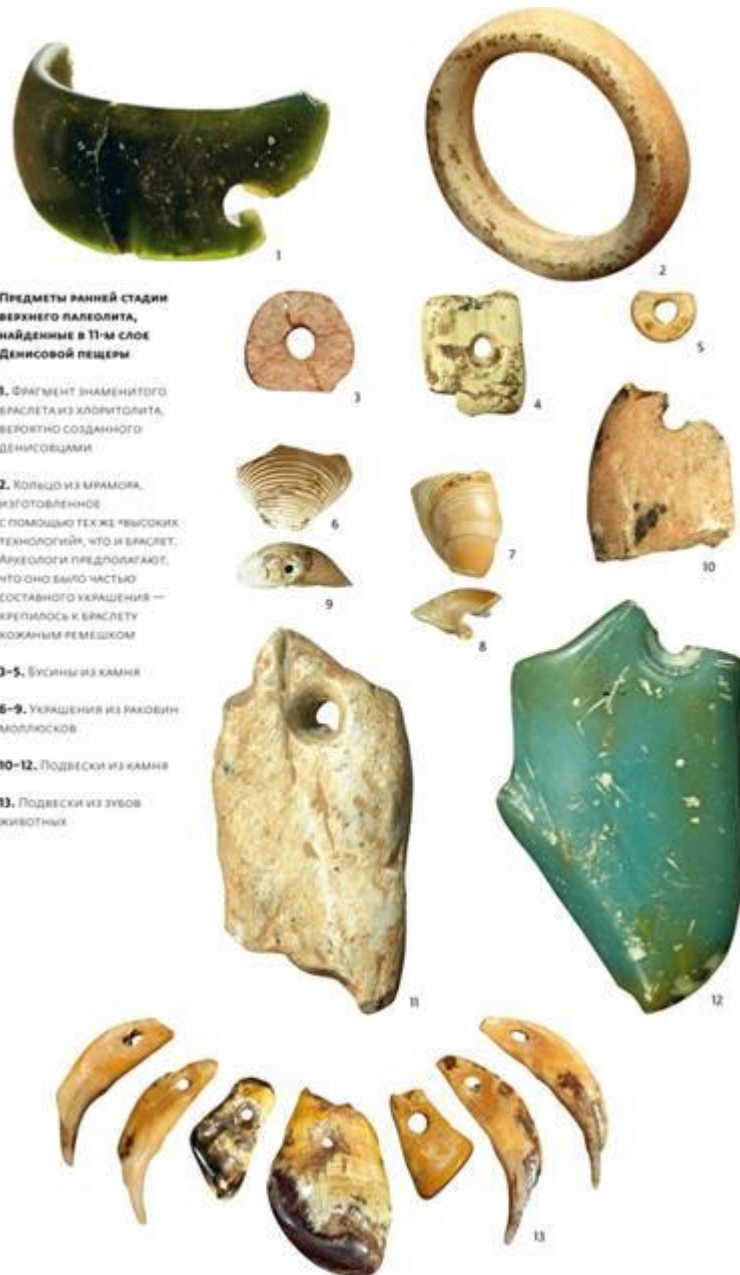 1
2
ПРЕДМЕТЫ РАННЕЙ СТАДИИ
ВЕРХНЕГО ПАЛЕОЛИТА,
НАЙДЕННЫЕ В 11-М СЛОЕ
ДЕНИСОВОЙ ПЕЩЕРЫ
1. ФРАГМЕНТ ЗНАМЕНИТОГО
БРАСЛЕТА ИЗ ХЛОРИТОЛИТА,
ВЕРОЯТНО СОЗДАННОГО
ДЕНИСОВЦАМИ
2. КОЛЬЦО ИЗ МРАМОРА,
ИЗГОТОВЛЕННОЕ
С ПОМОЩЬЮ ТЕХ ЖЕ «ВЫСОКИХ
ТЕХНОЛОГИЙ», ЧТО И БРАСЛЕТ.
АРХЕОЛОГИ ПРЕДПОЛАГАЮТ,
ЧТО ОНО БЫЛО ЧАСТЬЮ
СОСТАВНОГО УКРАШЕНИЯ —
КРЕПИЛОСЬ К БРАСЛЕТУ
КОЖАНЫМ РЕМЕШКОМ
3–5. БУСИНЫ ИЗ КАМНЯ
6–9. УКРАШЕНИЯ ИЗ РАКОВИН
МОЛЛЮСКОВ
10–12. ПОДВЕСКИ ИЗ КАМНЯ
13. ПОДВЕСКИ ИЗ ЗУБОВ
ЖИВОТНЫХ
3
4
5
6
7
10
9
8
11
12
13